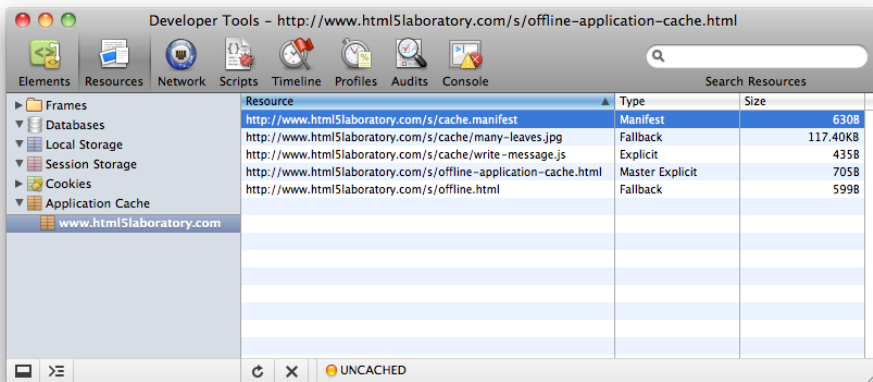 Developer Tools - http://www.html5laboratory.com/s/offline-application-cache.html
Elements Resources Network Scripts Timeline Profiles Audits Console Search Resources
Resource Type Size
Frames
Databases
Local Storage
Session Storage
Cookies
Application Cache
www.html5laboratory.com
http://www.html5laboratory.com/s/cache.manifest Manifest 630B
http://www.html5laboratory.com/s/cache/many-leaves.jpg Fallback 117.40KB
http://www.html5laboratory.com/s/cache/write-message.js Explicit 435B
http://www.html5laboratory.com/s/offline-application-cache.html Master Explicit 705B
http://www.html5laboratory.com/s/offline.html Fallback 599B
UNCACHED